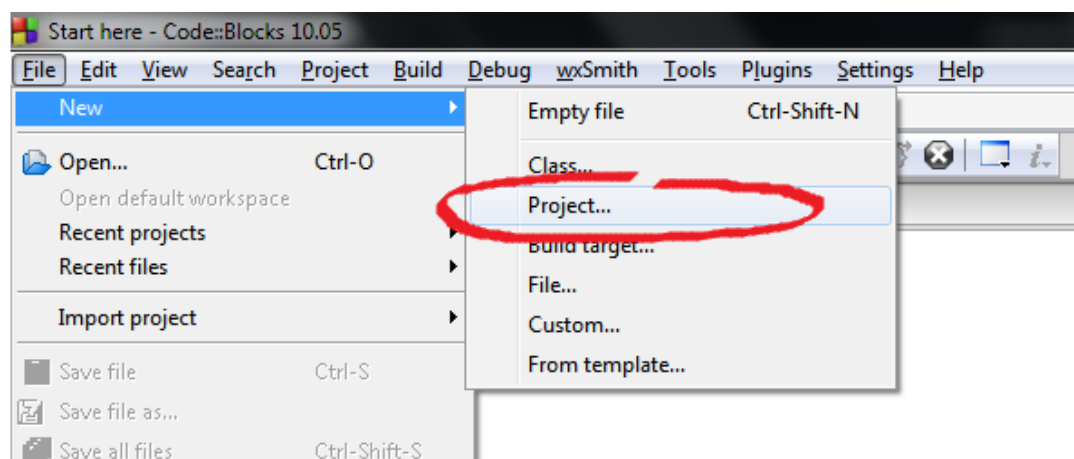 Start here - Code::Blocks 10.05
File Edit View Search Project Build Debug wxSmith Tools Plugins Settings Help
New
Empty file Ctrl-Shift-N
Open... Ctrl-O
Class...
Open default workspace
Project...
Recent projects
Build target...
Recent files
File...
Import project
Custom...
Save file Ctrl-S
From template...
Save file as...
Save all files Ctrl-Shift-S